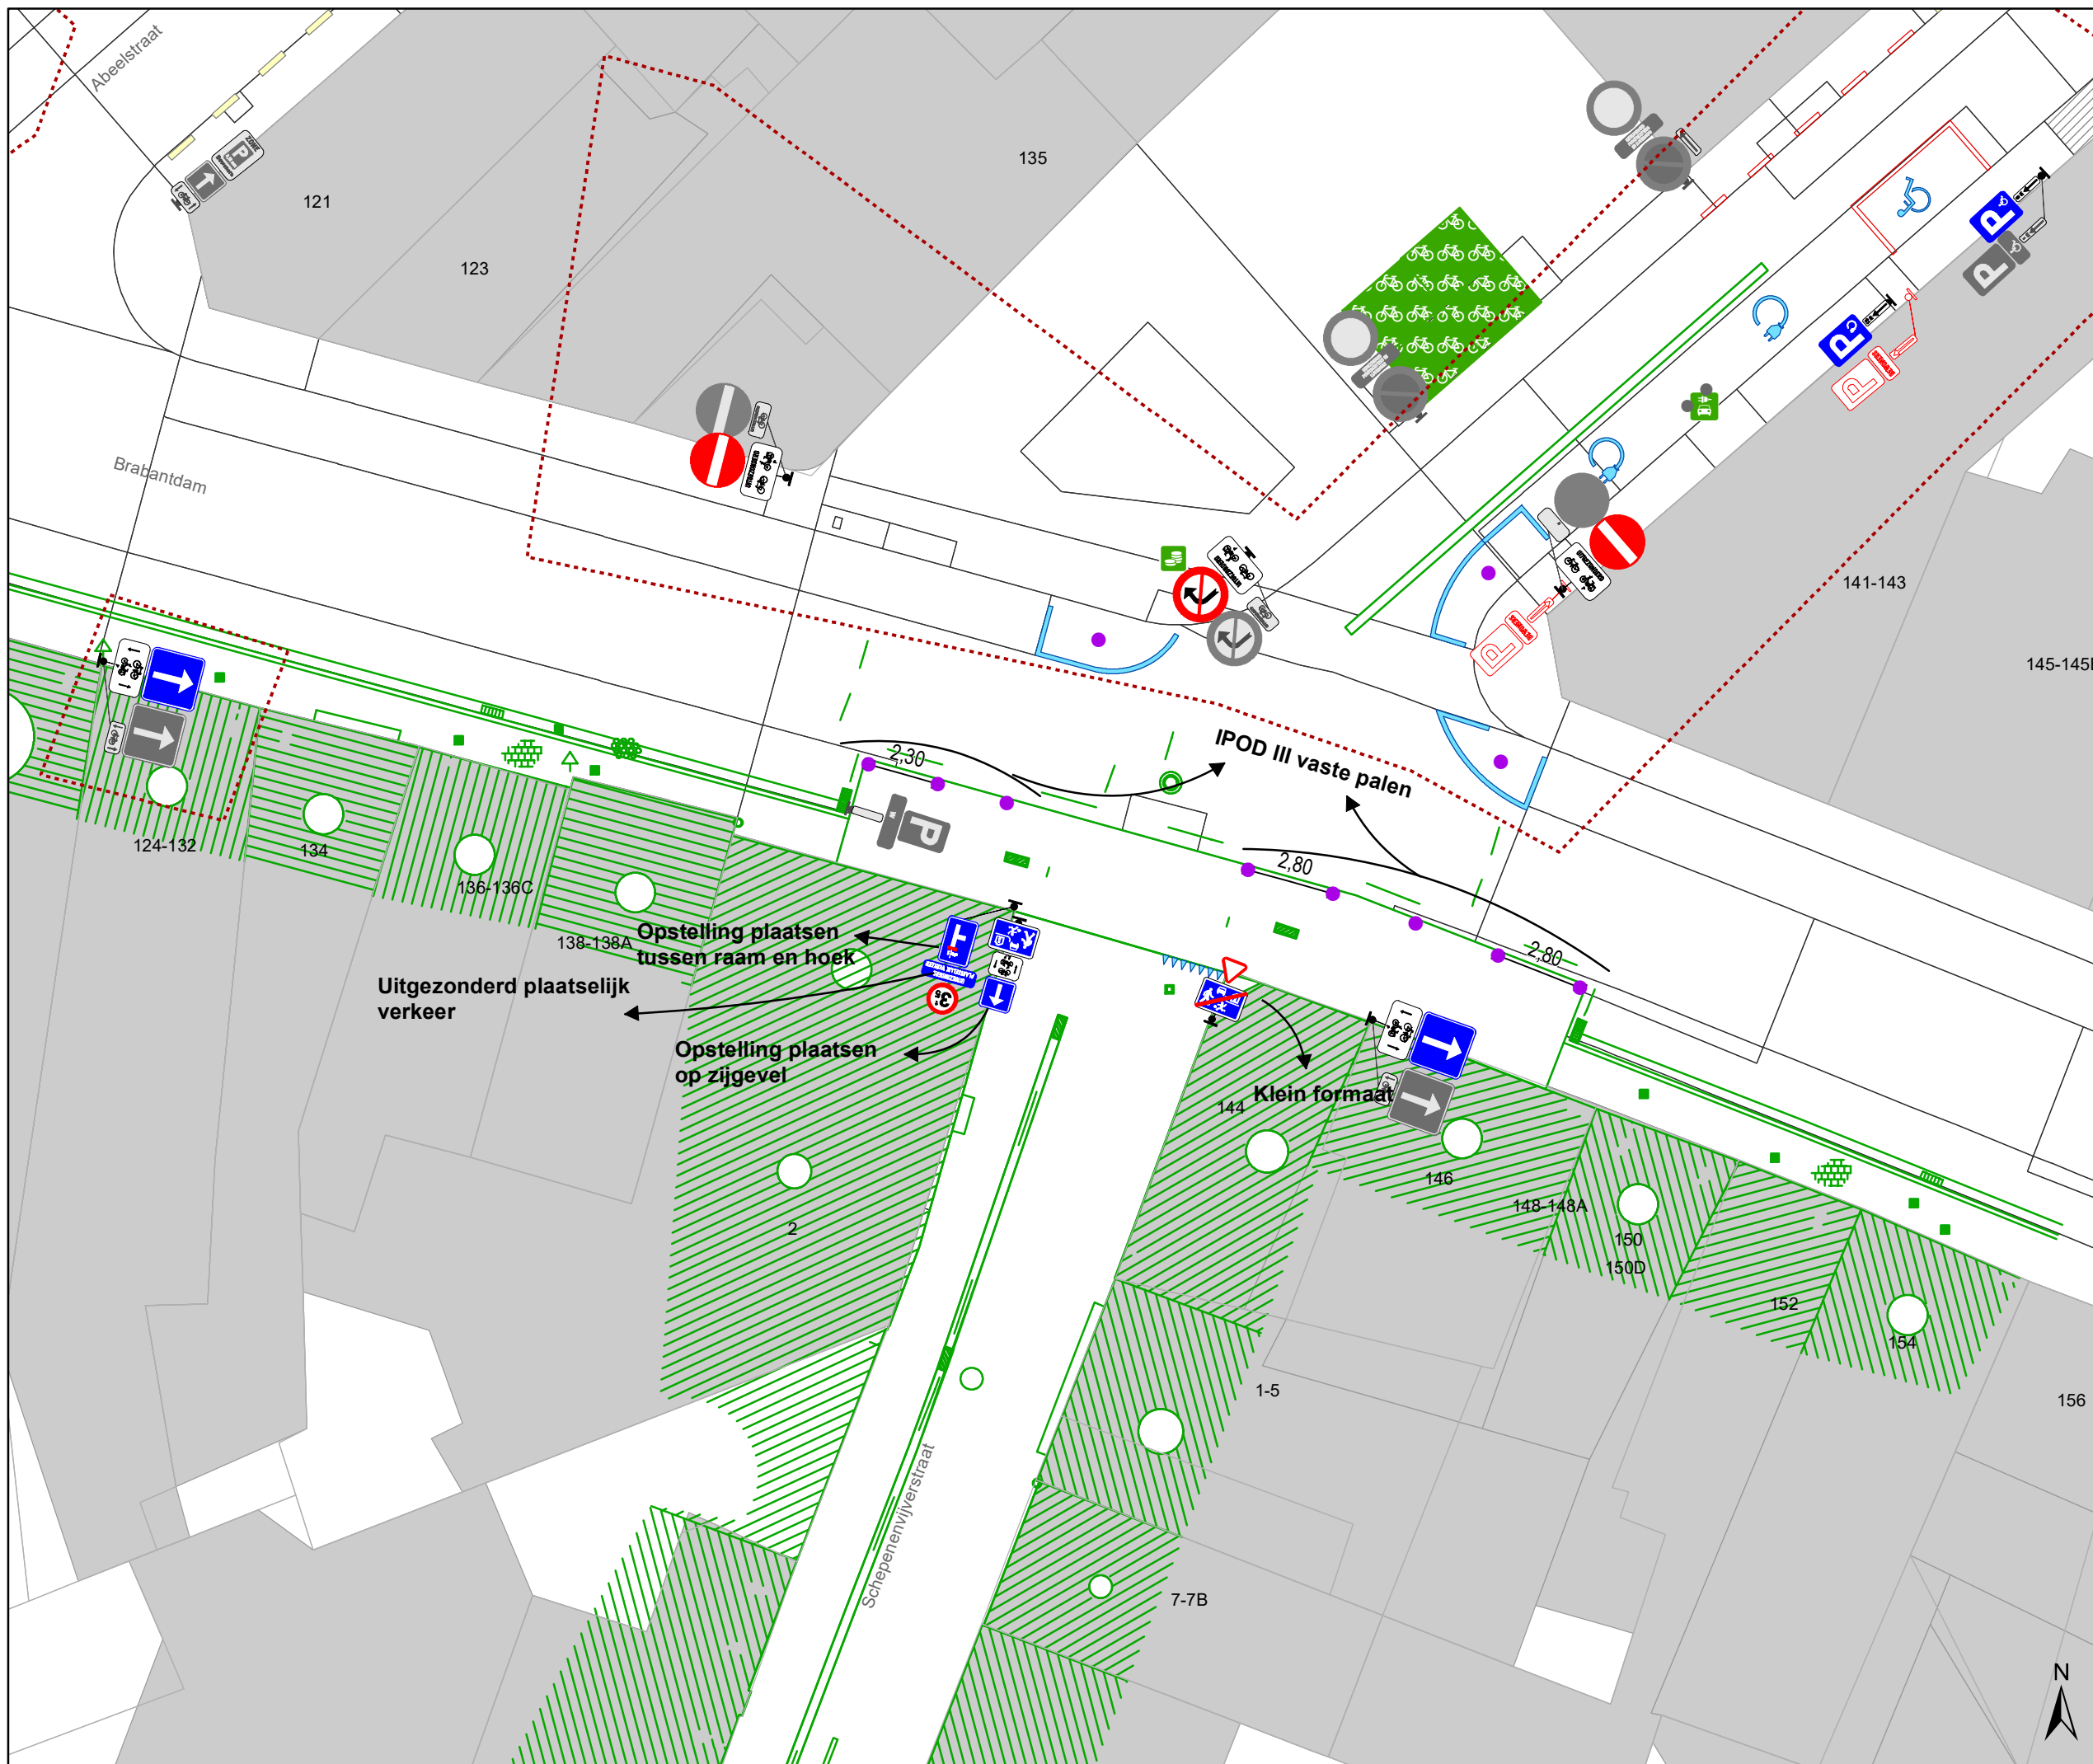 Abeelstraat
135
121
123
Brabantdam
141-143
145-145
2,30
IPOD III vaste palen
124-132
134
136-136C
138-138A
2,80
2,80
Opstelling plaatsen
tussen raam en hoek
Uitgezonderd plaatselijk
verkeer
Opstelling plaatsen
op zijgevel
Klein formaat
144
146
148-148A
150
150D
152
154
2
1-5
156
7-7B
Schepenenvijverstraat
N
P
P
P
P
P
P